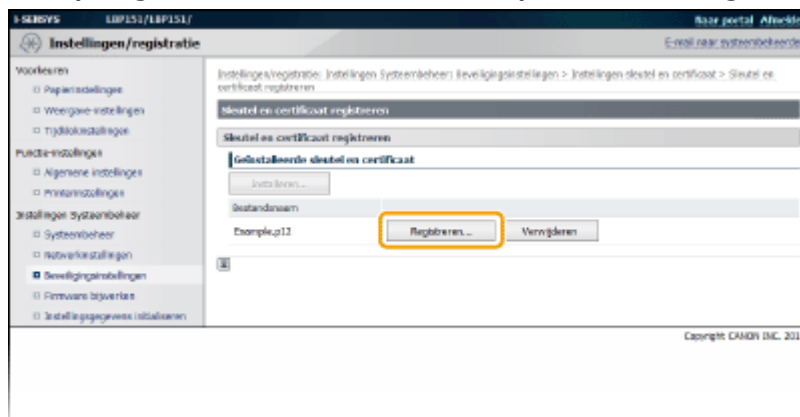 i-SENSYS LBP151/LBP151/ Naar portal Afmelde
Instellingen/registratie E-mail naar systeembeheerde
Voorkeuren
Papierinstellingen
Weergave-instellingen
Tijdklokinstellingen
Functie-instellingen
Algemene instellingen
Printerinstellingen
Instellingen Systeembeheer
Systeembeheer
Netwerkinstellingen
Beveiligingsinstellingen
Firmware bijwerken
Instellingsgegevens initialiseren
Instellingen/registratie: Instellingen Systeembeheer: Beveiligingsinstellingen > Instellingen sleutel en certificaat > Sleutel en
certificaat registreren
Sleutel en certificaat registreren
Sleutel en certificaat registreren
Geïnstalleerde sleutel en certificaat
Installeren...
Bestandsnaam
Example.p12 Registreren... Verwijderen
Copyright CANON INC. 201